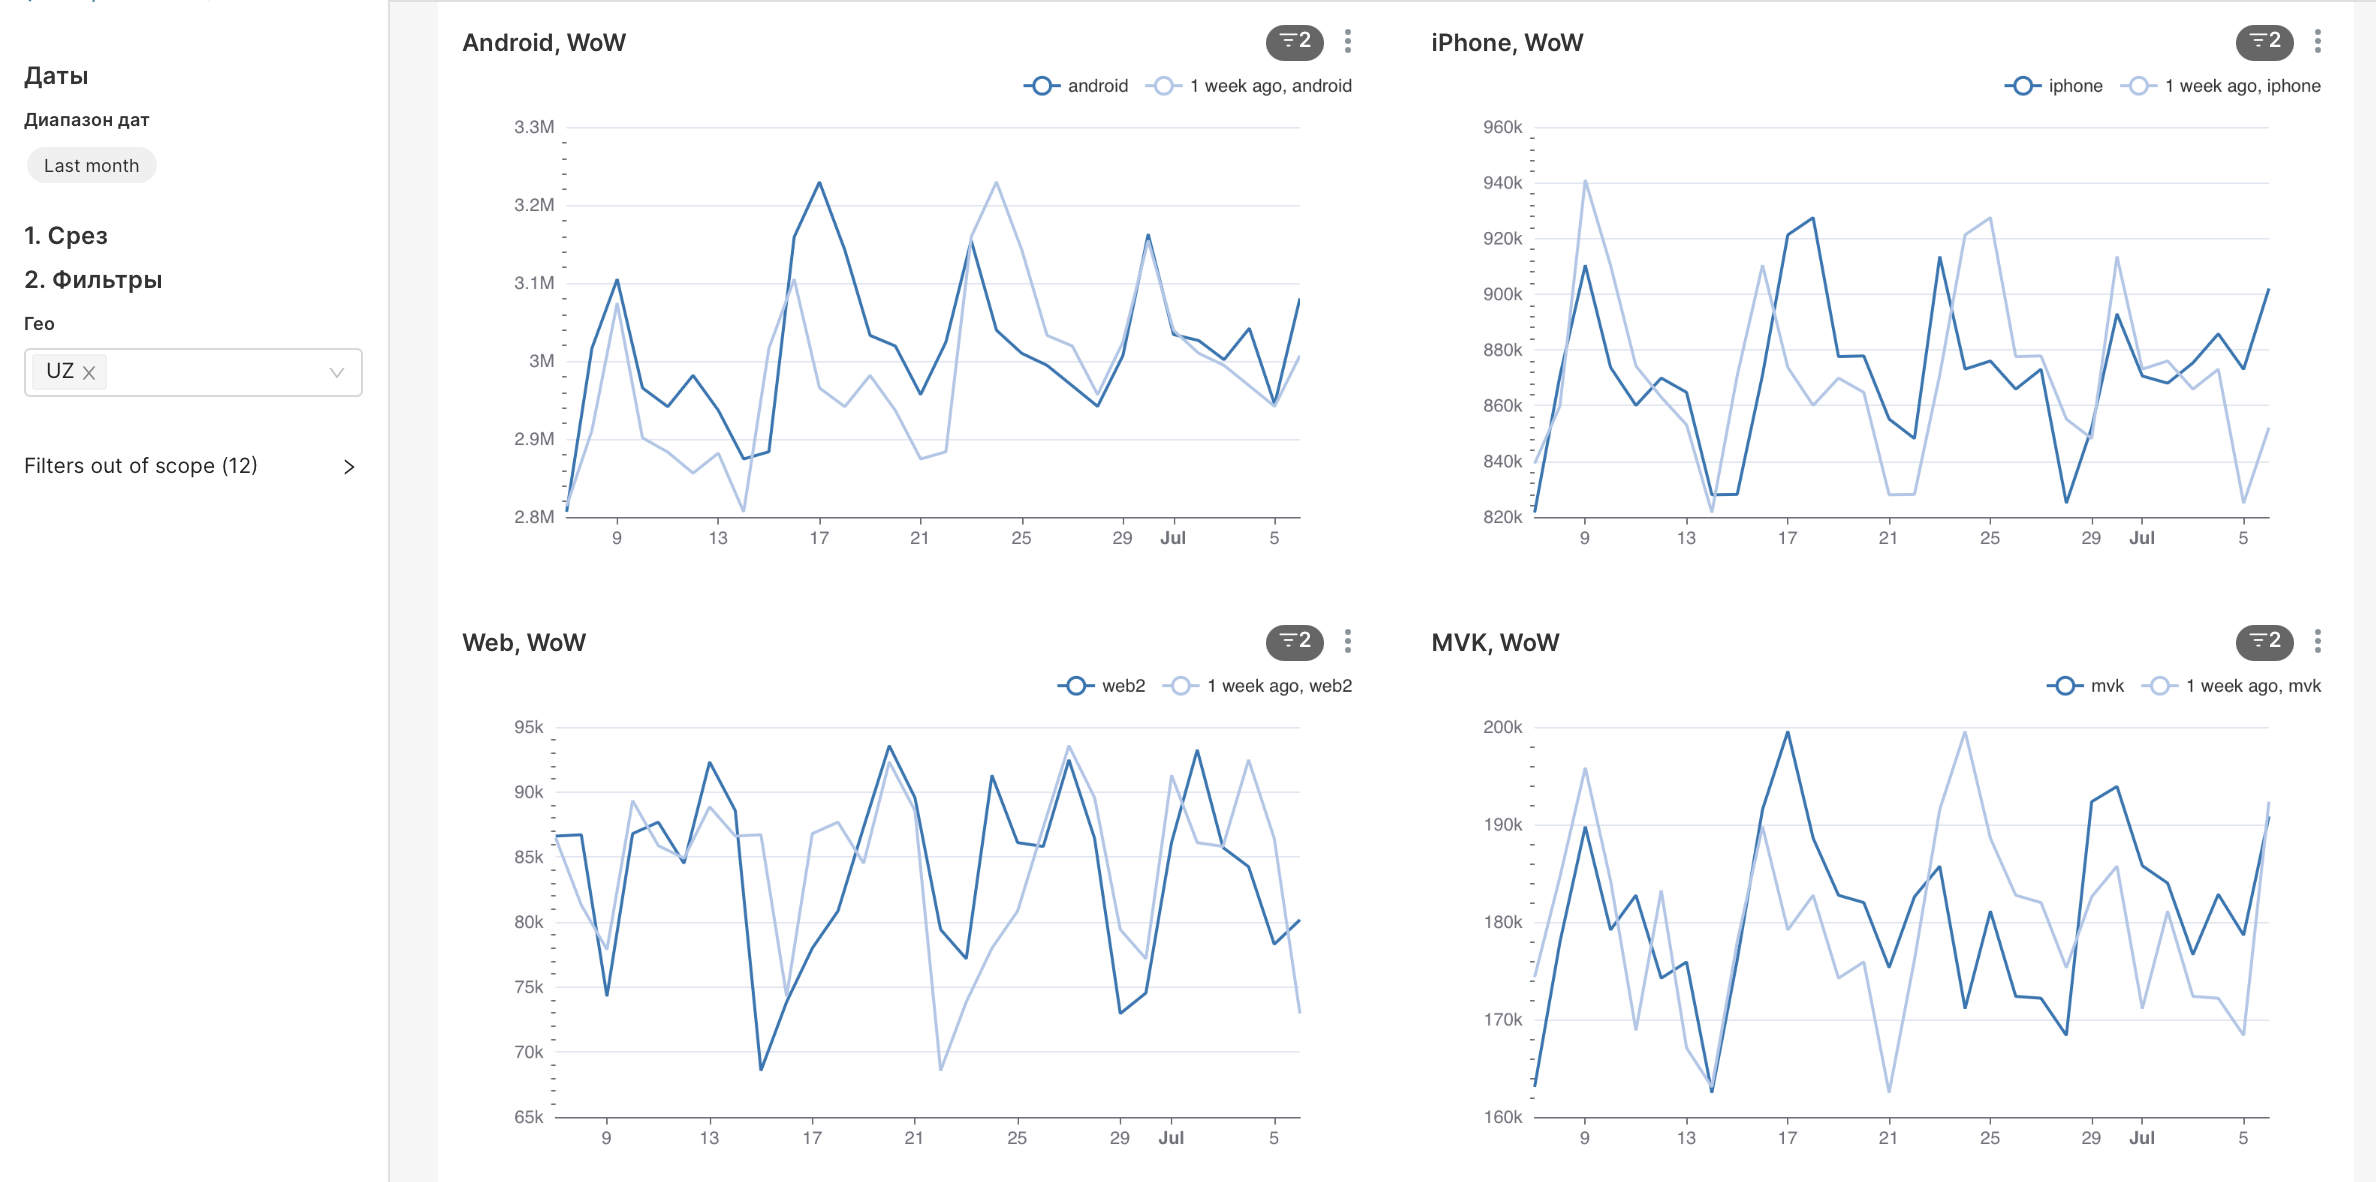 Даты
Диапазон дат
Last month
1. Срез
2. Фильтры
Гео
UZ
Filters out of scope (12)
Android, WoW
2
android
1 week ago, android
3.3M
3.2M
3.1M
3M
2.9M
2.8M
9 13 17 21 25 29 Jul 5
iPhone, WoW
2
iphone
1 week ago, iphone
960k
940k
920k
900k
880k
860k
840k
820k
9 13 17 21 25 29 Jul 5
Web, WoW
2
web2
1 week ago, web2
95k
90k
85k
80k
75k
70k
65k
9 13 17 21 25 29 Jul 5
MVK, WoW
2
mvk
1 week ago, mvk
200k
190k
180k
170k
160k
9 13 17 21 25 29 Jul 5